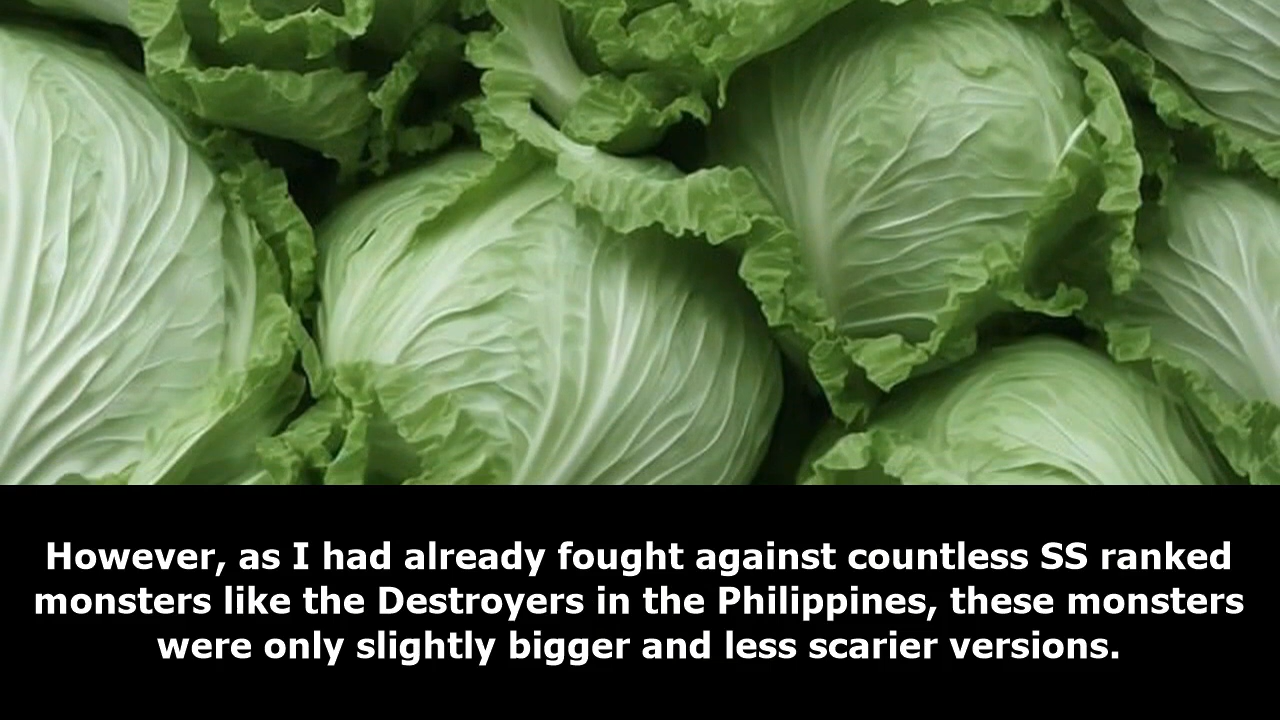 However, as I had already fought against countless SS ranked
monsters like the Destroyers in the Philippines, these monsters
were only slightly bigger and less scarier versions.